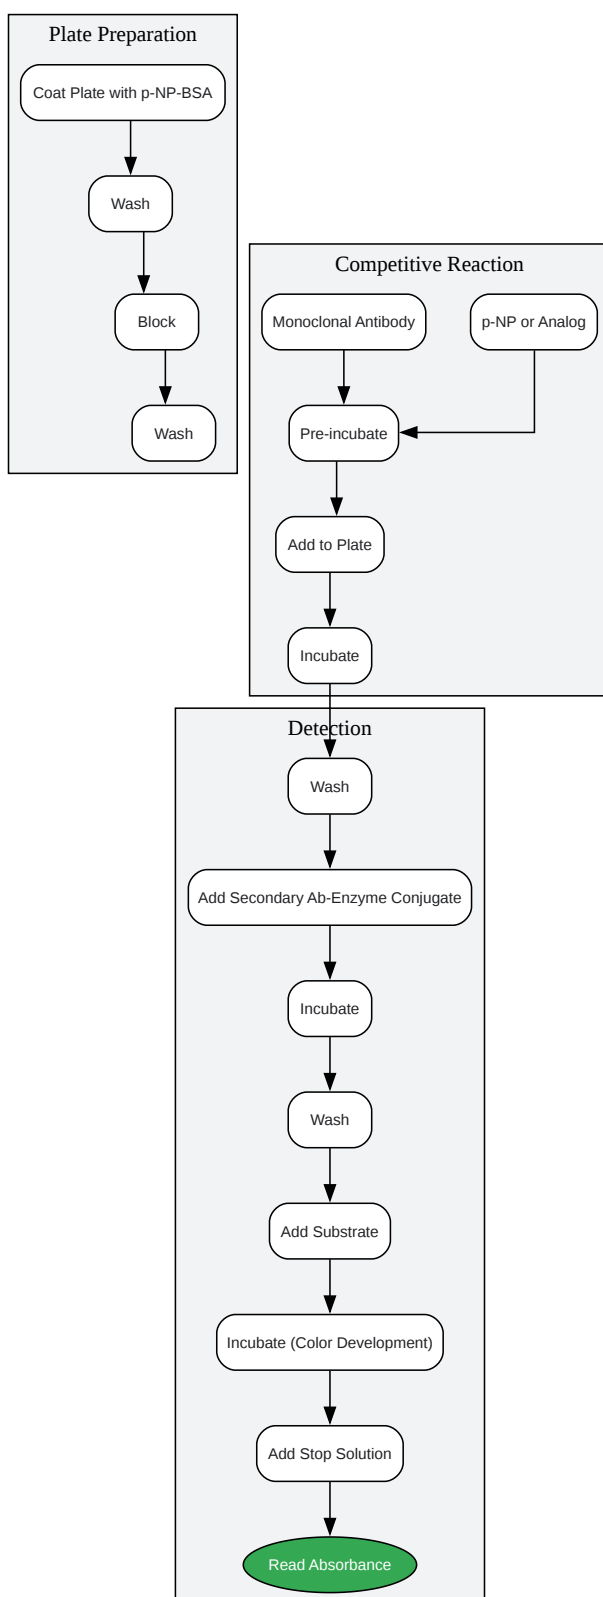 Plate Preparation
Coat Plate with p-NP-BSA
Wash
Block
Wash
Competitive Reaction
Monoclonal Antibody
p-NP or Analog
Pre-incubate
Add to Plate
Incubate
Detection
Wash
Add Secondary Ab-Enzyme Conjugate
Incubate
Wash
Add Substrate
Incubate (Color Development)
Add Stop Solution
Read Absorbance